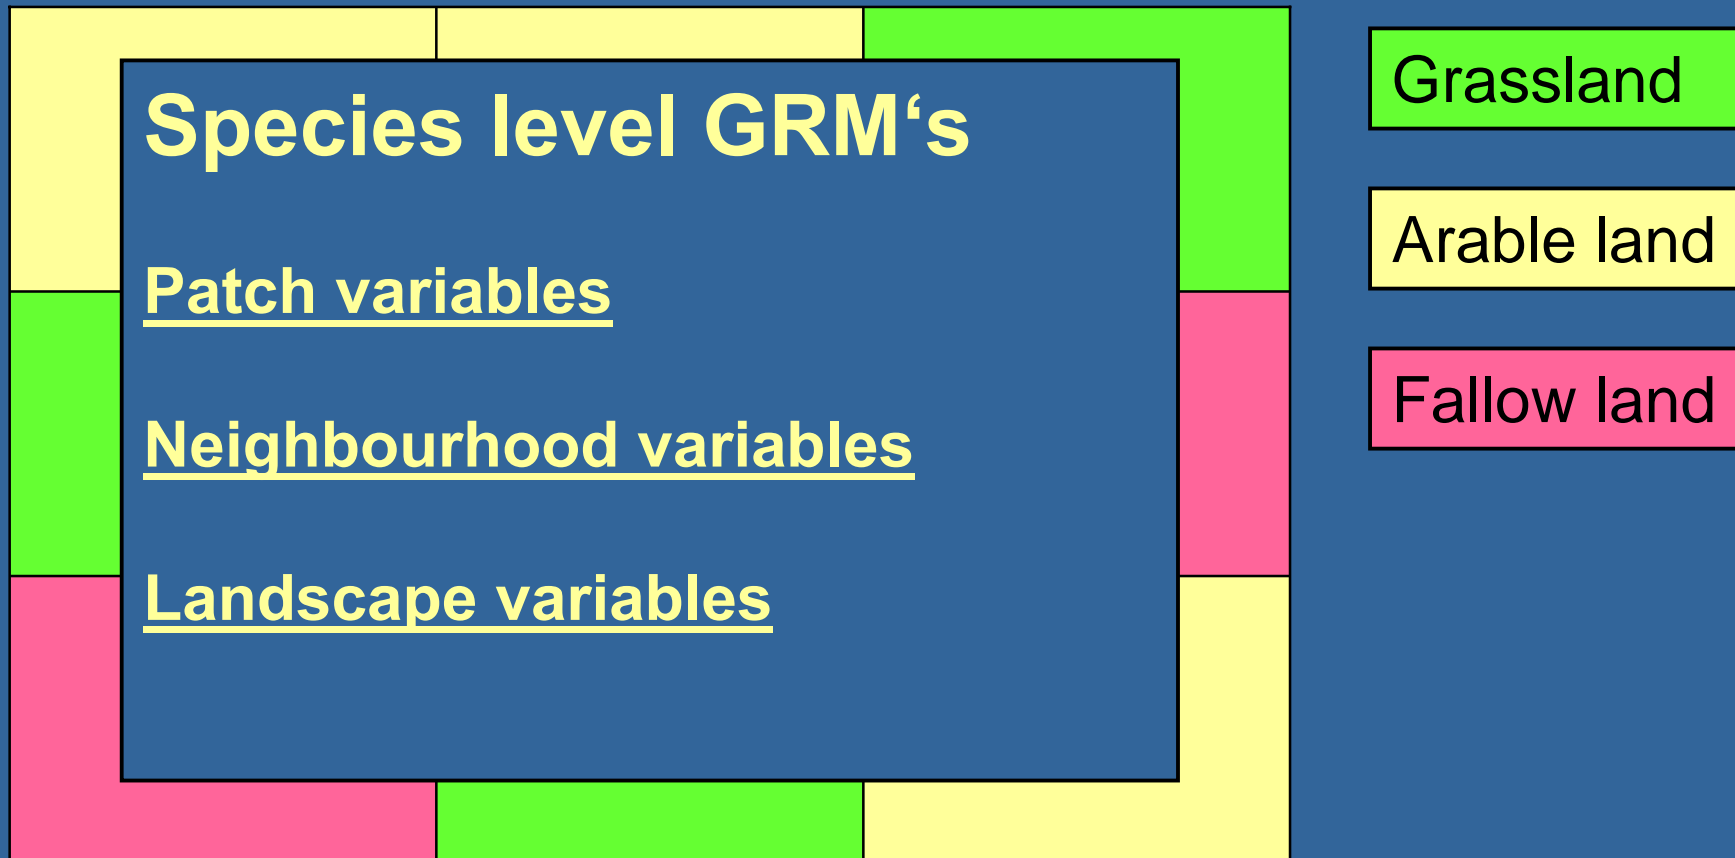 Species level GRM‘s
Patch variables
Neighbourhood variables
Landscape variables
Grassland
Arable land
Fallow land